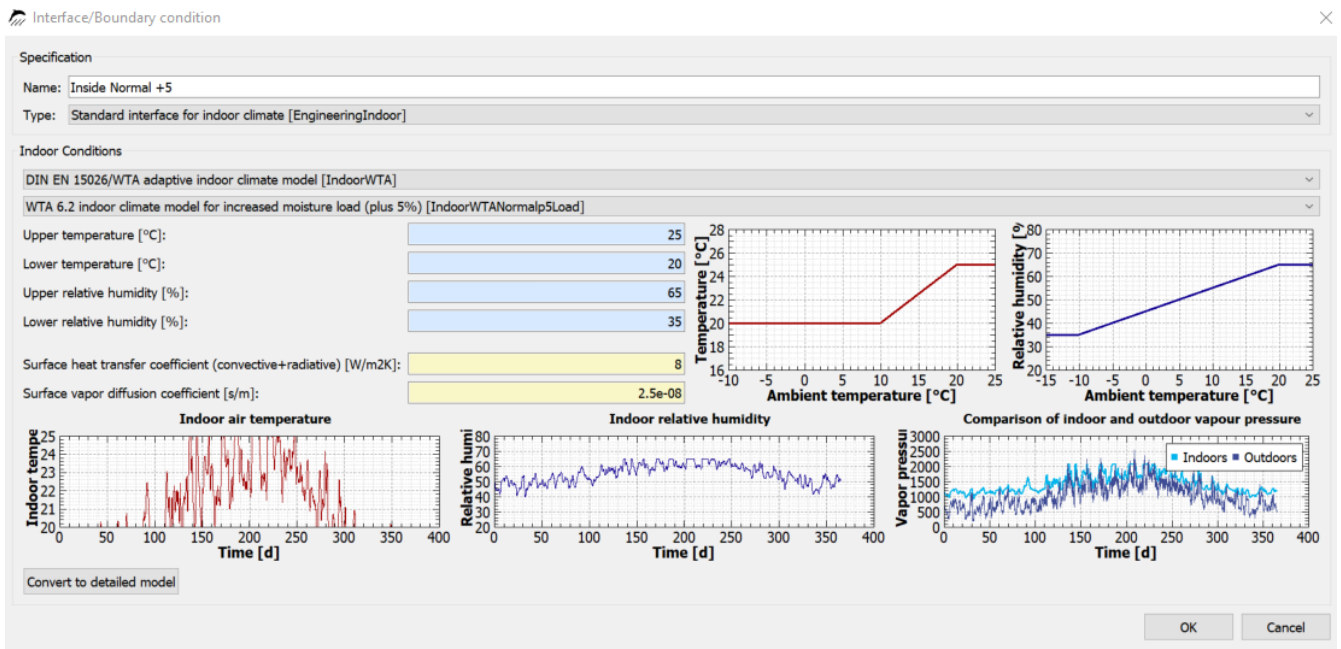 Interface/Boundary condition
Specification
Name: Inside Normal +5
Type: Standard interface for indoor climate [EngineeringIndoor]
Indoor Conditions
DIN EN 15026/WTA adaptive indoor climate model [IndoorWTA]
WTA 6.2 indoor climate model for increased moisture load (plus 5%) [IndoorWTANormalp5Load]
Upper temperature [°C]: 25
Lower temperature [°C]: 20
Upper relative humidity [%]: 65
Lower relative humidity [%]: 35
Surface heat transfer coefficient (convective+radiative) [W/m2K]: 8
Surface vapor diffusion coefficient [s/m]: 2.5e-08
Temperature [°C]
28
26
24
22
20
18
16
-10 -5 0 5 10 15 20 25
Ambient temperature [°C]
Relative humidity [%
80
70
60
50
40
30
20
-15 -10 -5 0 5 10 15 20 25
Ambient temperature [°C]
Indoor air temperature
Indoor tempe
25
24
23
22
21
20
0 50 100 150 200 250 300 350 400
Time [d]
Indoor relative humidity
Relative humi
80
70
60
50
40
30
20
0 50 100 150 200 250 300 350 400
Time [d]
Comparison of indoor and outdoor vapour pressure
Vapor pressu
3000
2500
2000
1500
1000
500
0
Indoors Outdoors
0 50 100 150 200 250 300 350 400
Time [d]
Convert to detailed model
OK Cancel